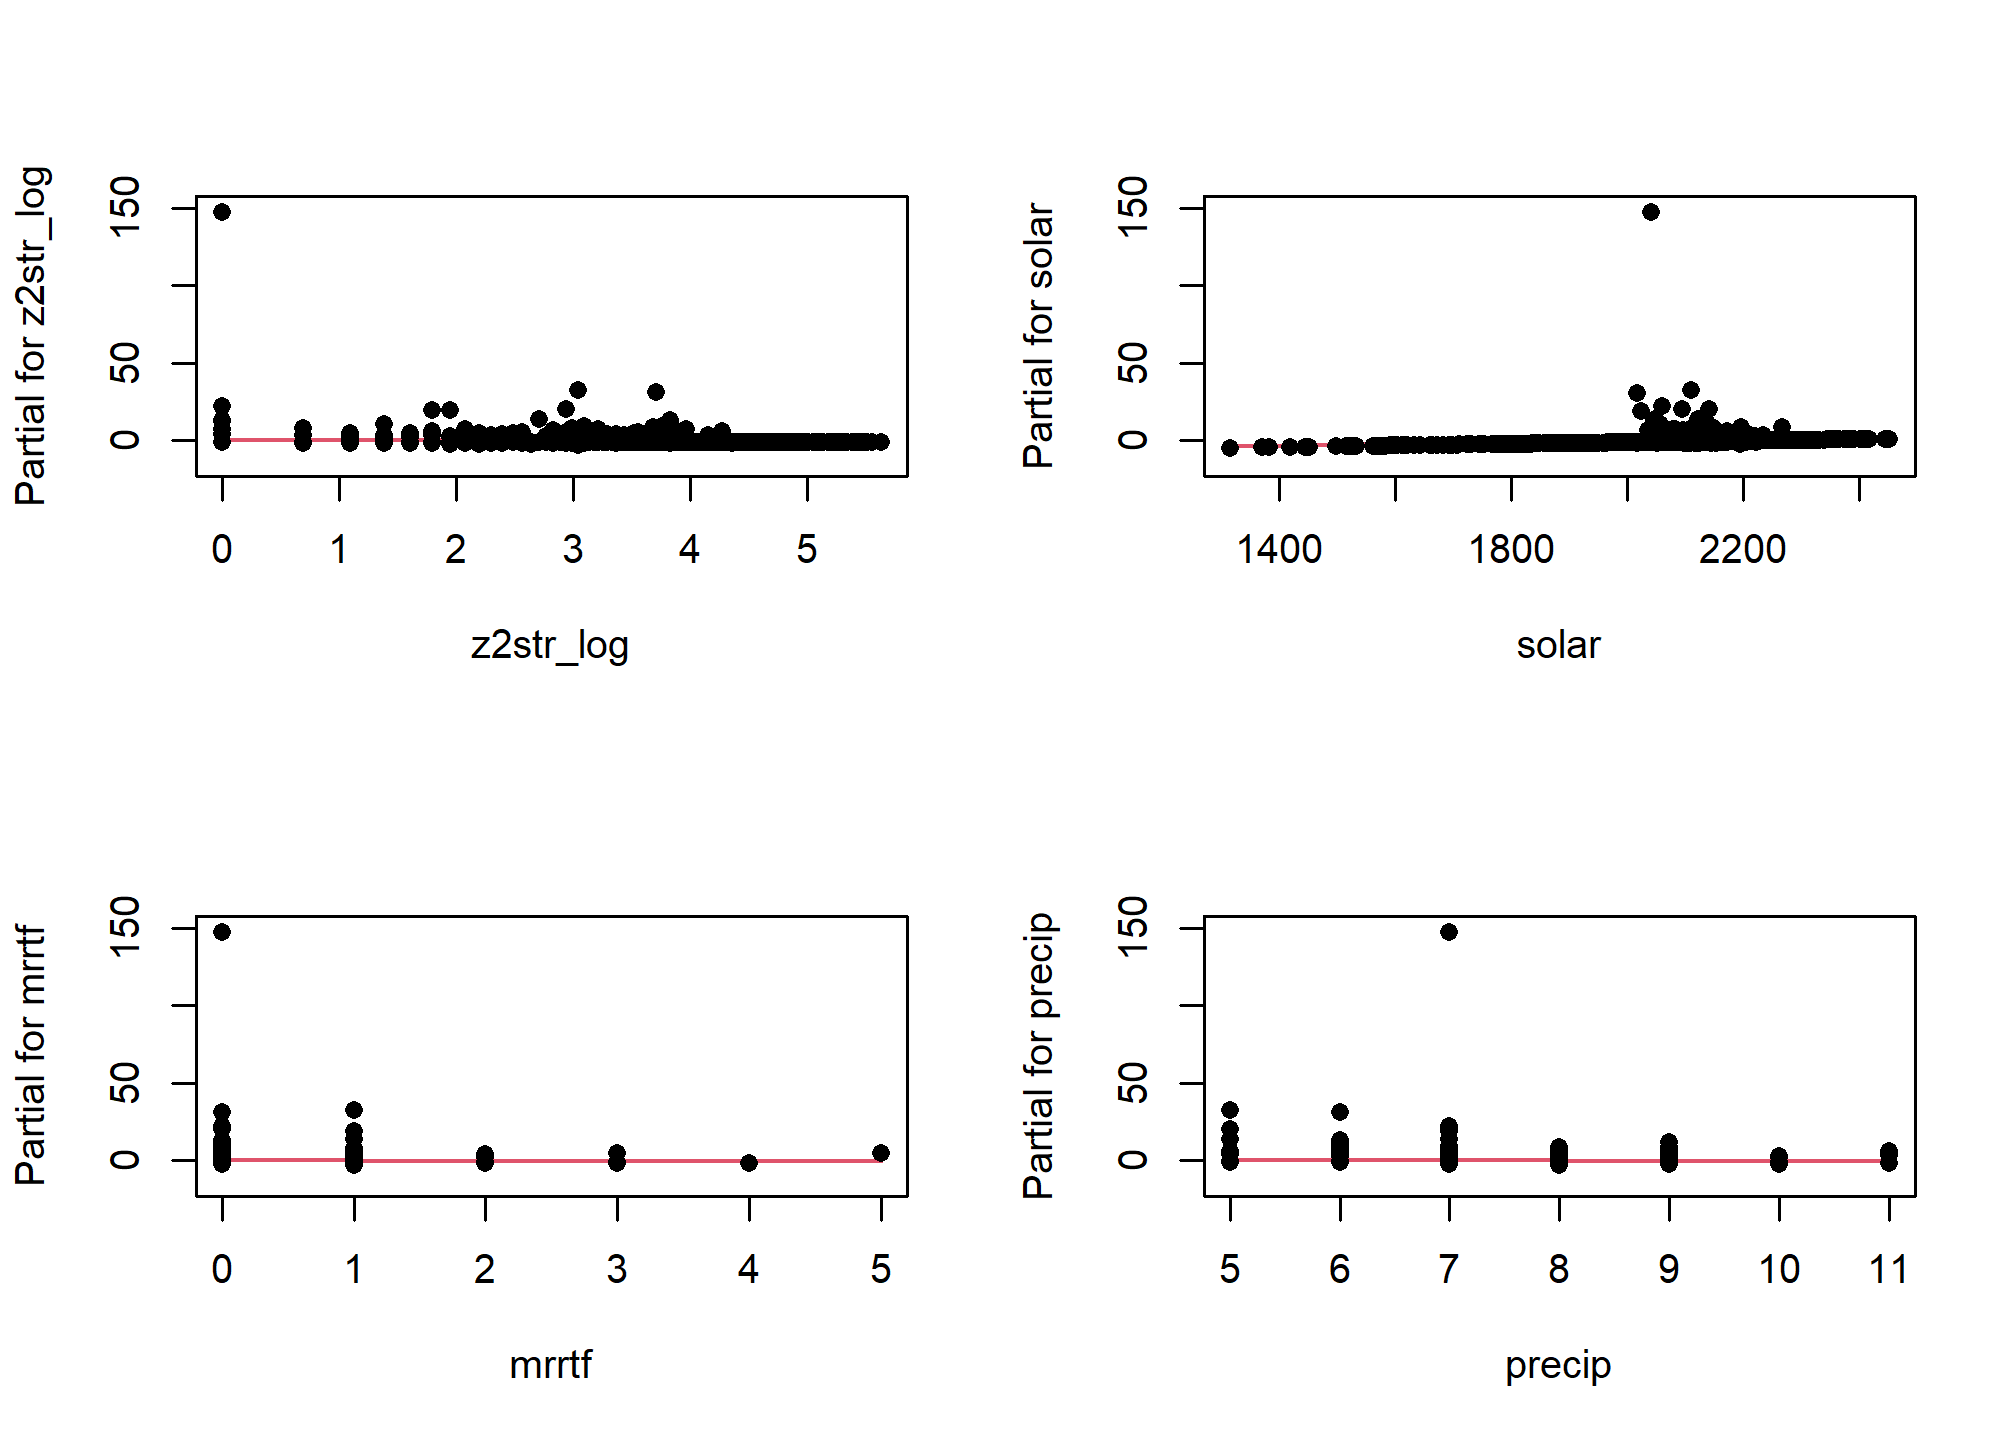 Partial for z2str_log
0 50 150
0 1 2 3 4 5
z2str_log
Partial for solar
0 50 150
1400 1800 2200
solar
Partial for mrrtf
0 50 150
0 1 2 3 4 5
mrrtf
Partial for precip
0 50 150
5 6 7 8 9 10 11
precip